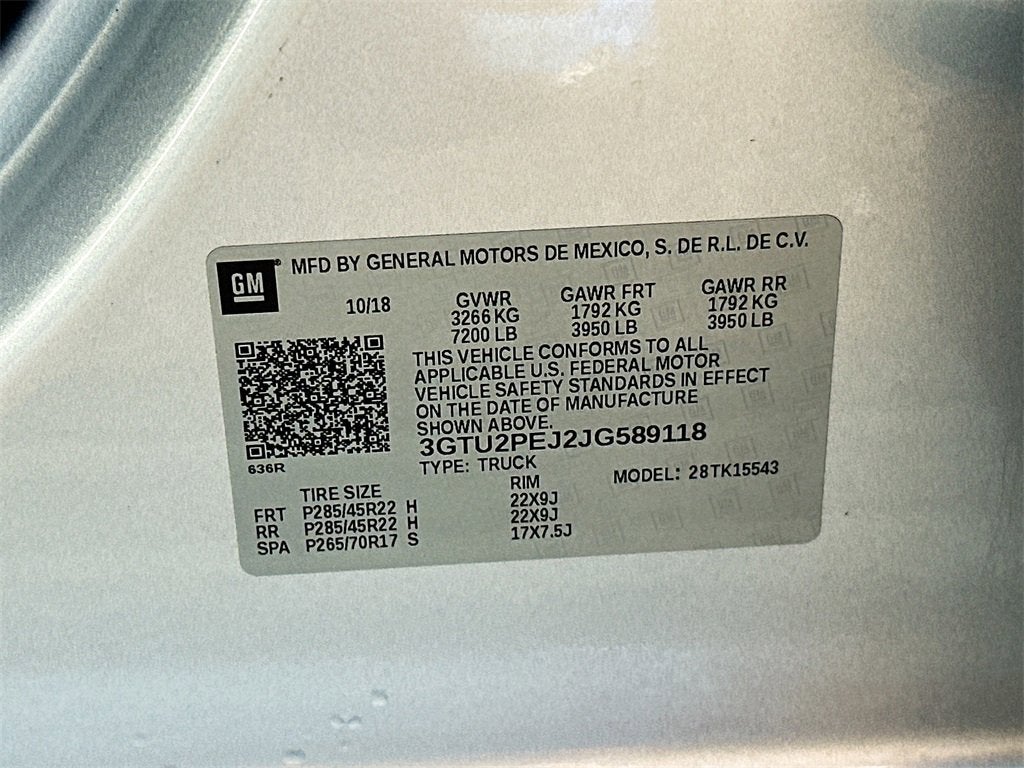 GM ® MFD BY GENERAL MOTORS DE MEXICO, S. DE R.L. DE C.V.
10/18 GVWR GAWR FRT GAWR RR
3266 KG 1792 KG 1792 KG
7200 LB 3950 LB 3950 LB
THIS VEHICLE CONFORMS TO ALL
APPLICABLE U.S. FEDERAL MOTOR
VEHICLE SAFETY STANDARDS IN EFFECT
ON THE DATE OF MANUFACTURE
SHOWN ABOVE.
3GTU2PEJ2JG589118
636R TYPE: TRUCK MODEL: 28TK15543
TIRE SIZE RIM
FRT P285/45R22 H 22X9J
RR P285/45R22 H 22X9J
SPA P265/70R17 S 17X7.5J